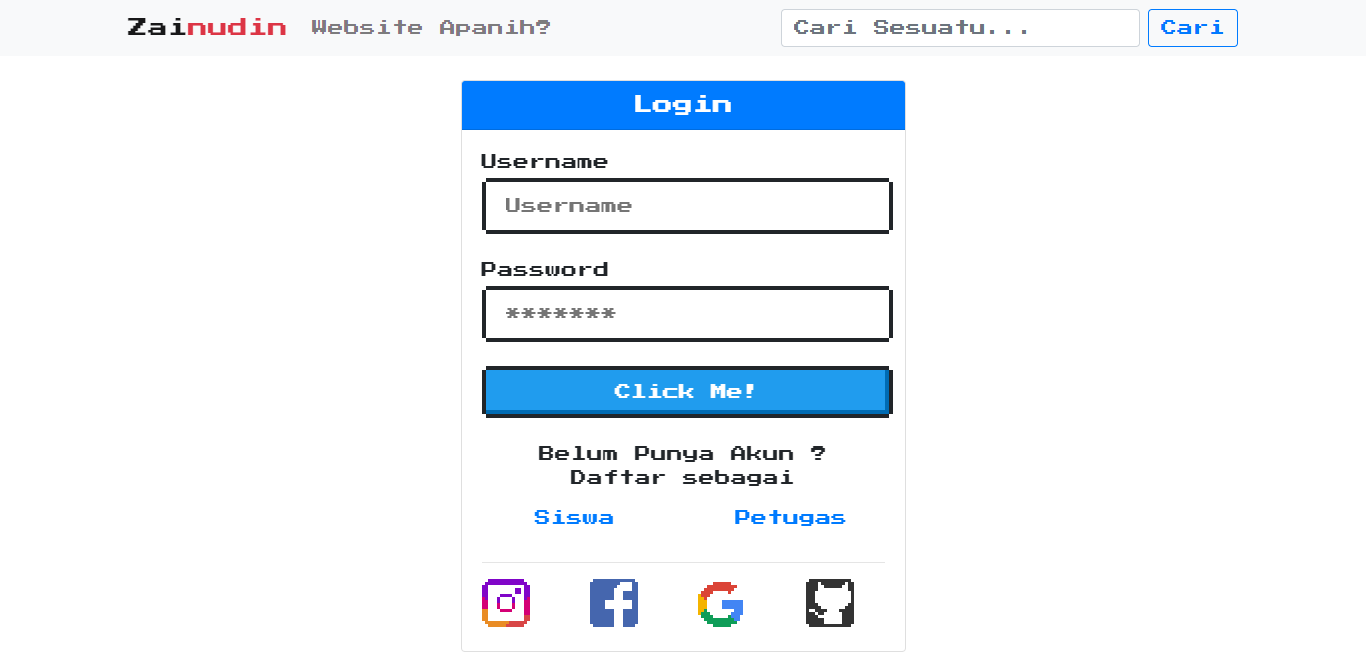 Zainudin Website Apanih? Cari Sesuatu... Cari
Login
Username
Username
Password
*******
Click Me!
Belum Punya Akun ?
Daftar sebagai
Siswa Petugas